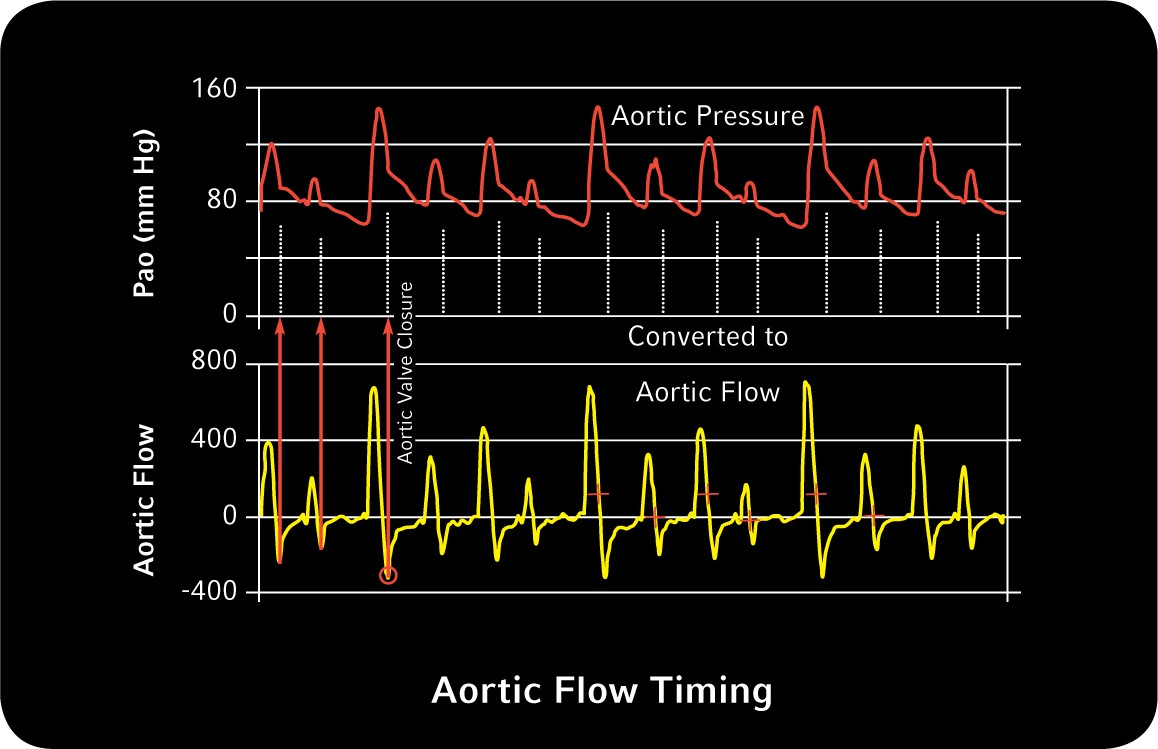 160
Aortic Pressure
Pao (mm Hg)
80
0
Aortic Valve Closure
Converted to
800
Aortic Flow
400
Aortic Flow
0
-400
Aortic Flow Timing